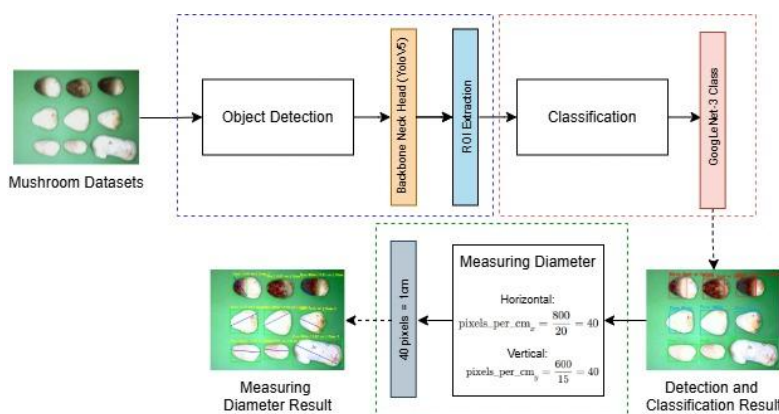 Mushroom Datasets
Object Detection
Backbone Neck Head (YoloV5)
ROI Extraction
Classification
GoogLeNet-3 Class
Detection and
Classification Result
Measuring Diameter
Horizontal:
pixels_per_cm_x = 800/20 = 40
Vertical:
pixels_per_cm_y = 600/15 = 40
40 pixels = 1cm
Measuring
Diameter Result